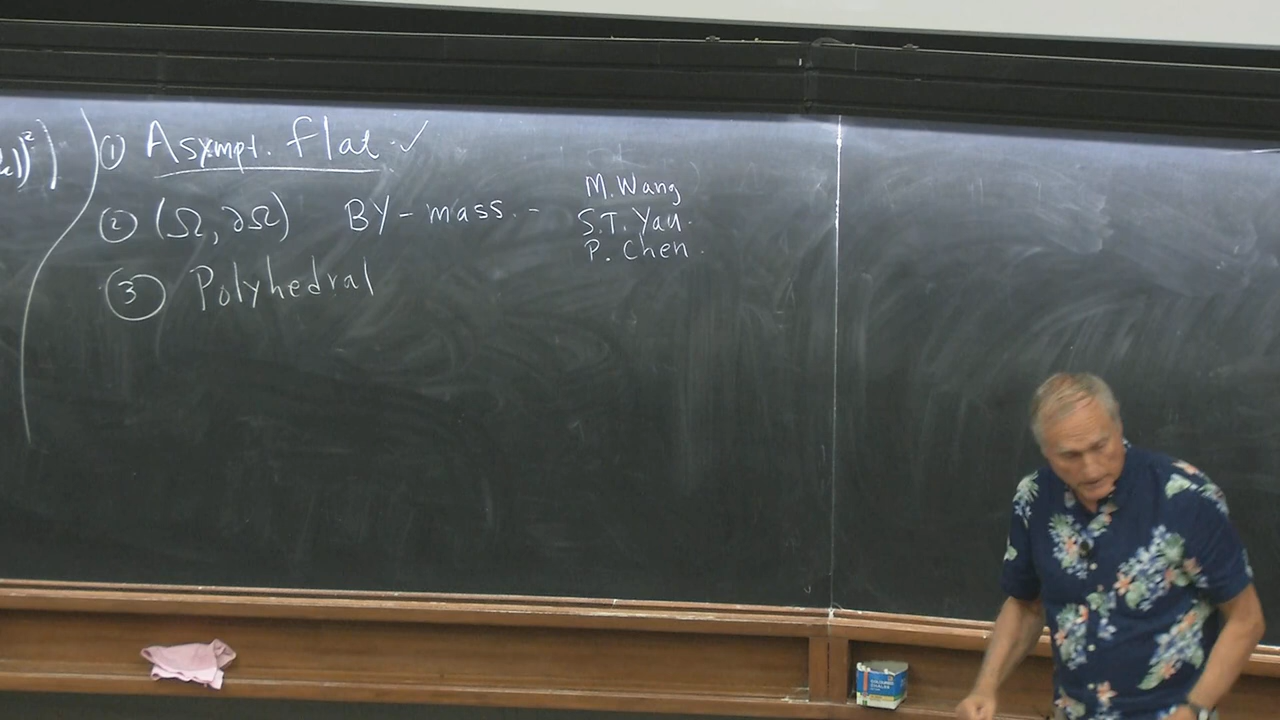 ① Asympt. flat ✓
② (Ω, ∂Ω) BY-mass -
M. Wang
S.T. Yau.
P. Chen.
③ Polyhedral